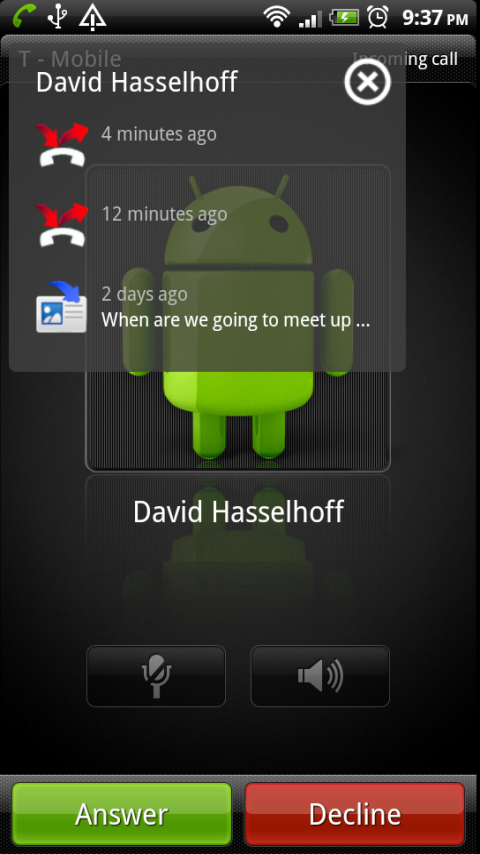 9:37 PM
T - Mobile
Incoming call
David Hasselhoff
4 minutes ago
12 minutes ago
2 days ago
When are we going to meet up ...
David Hasselhoff
Answer
Decline